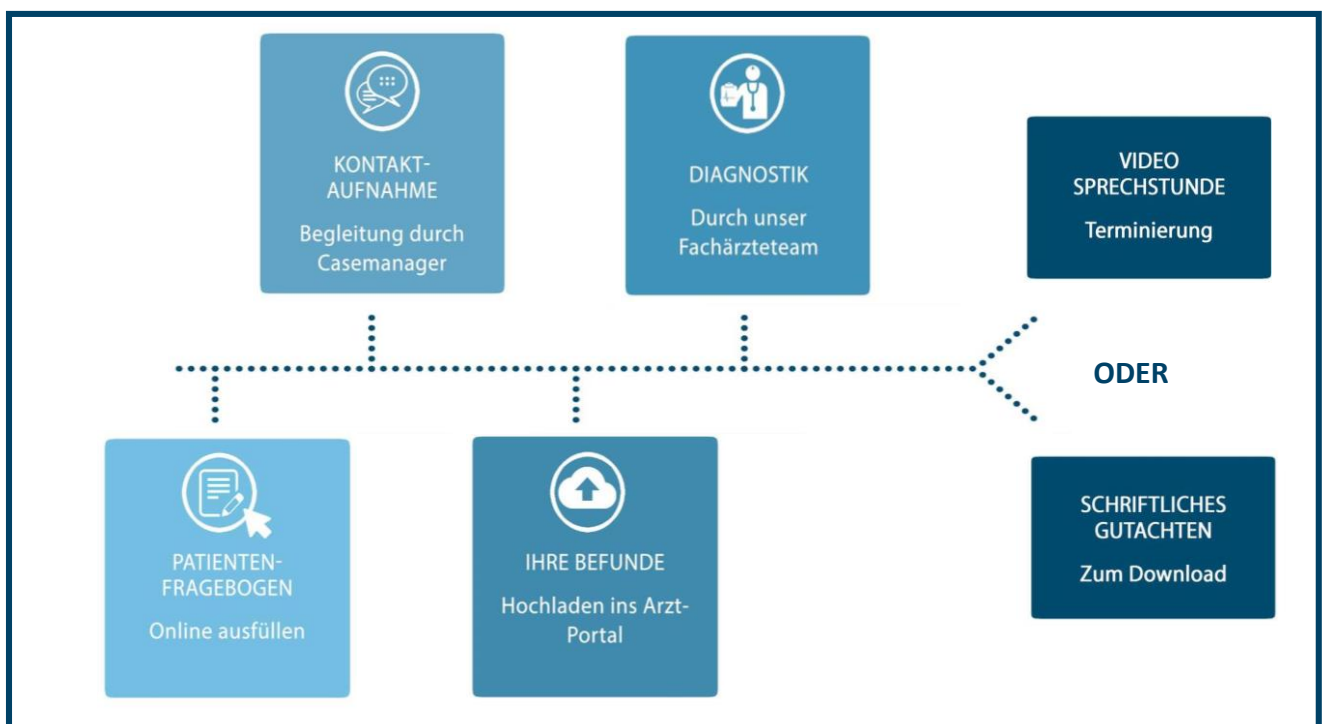 KONTAKT-
AUFNAHME
Begleitung durch
Casemanager
DIAGNOSTIK
Durch unser
Fachärzteteam
VIDEO
SPRECHSTUNDE
Terminierung
ODER
PATIENTEN-
FRAGEBOGEN
Online ausfüllen
IHRE BEFUNDE
Hochladen ins Arzt-
Portal
SCHRIFTLICHES
GUTACHTEN
Zum Download